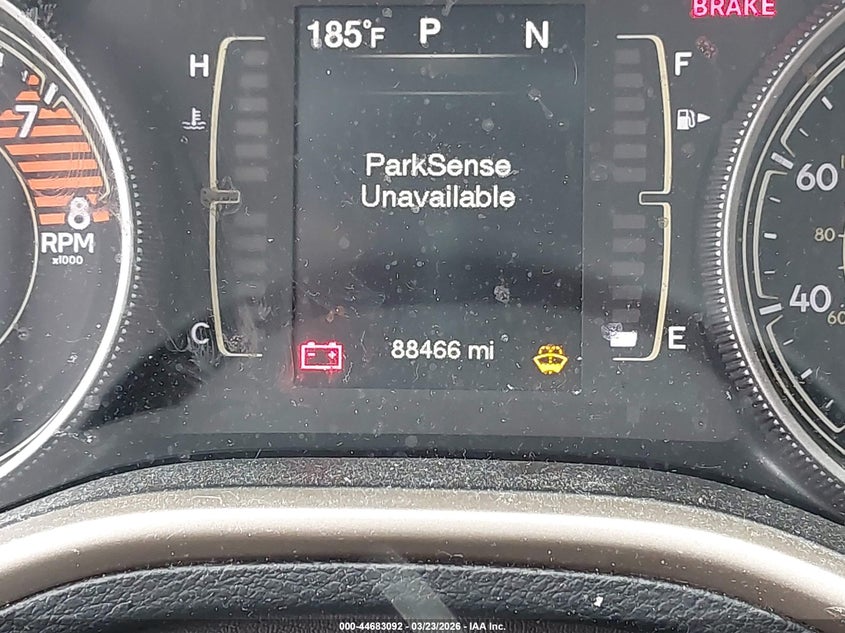 BRAKE
185°F P N
H
F
7
8
RPM
x1000
60
80
40
60
ParkSense
Unavailable
C
E
88466 mi
000-44683092 - 03/23/2026 - IAA Inc.